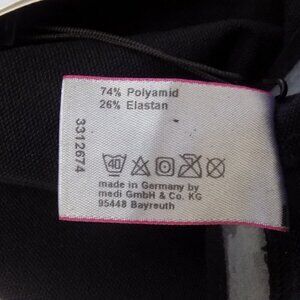 74% Polyamid
26% Elastan
3312674
40
made in Germany by
medi GmbH & Co. KG
95448 Bayreuth